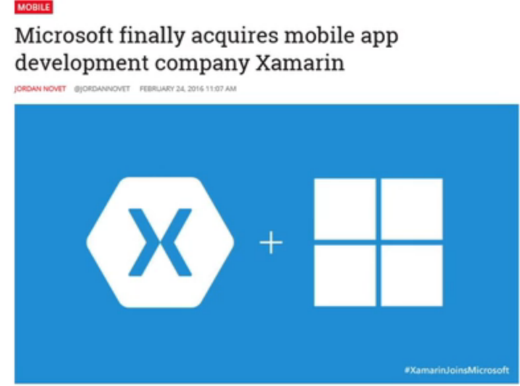 MOBILE
Microsoft finally acquires mobile app
development company Xamarin
JORDAN NOVET @JORDANNOVET FEBRUARY 24, 2016 11:07 AM
X
+
#XamarinJoinsMicrosoft